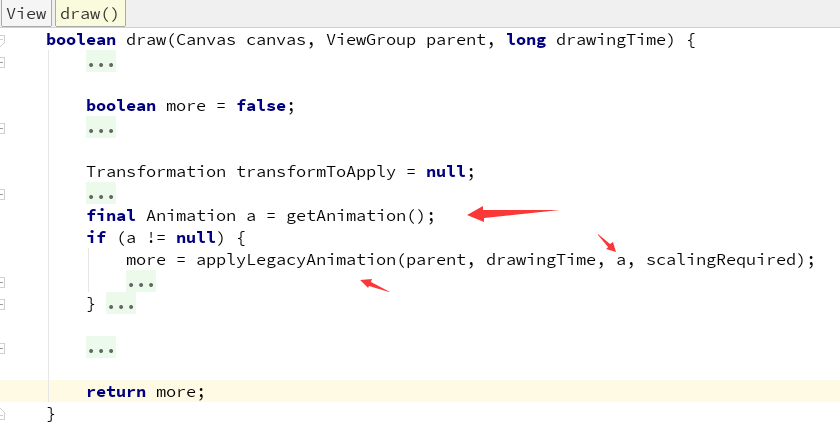 View draw()
boolean draw(Canvas canvas, ViewGroup parent, long drawingTime) {
...
boolean more = false;
...
Transformation transformToApply = null;
...
final Animation a = getAnimation();
if (a != null) {
more = applyLegacyAnimation(parent, drawingTime, a, scalingRequired);
...
} ...
...
return more;
}